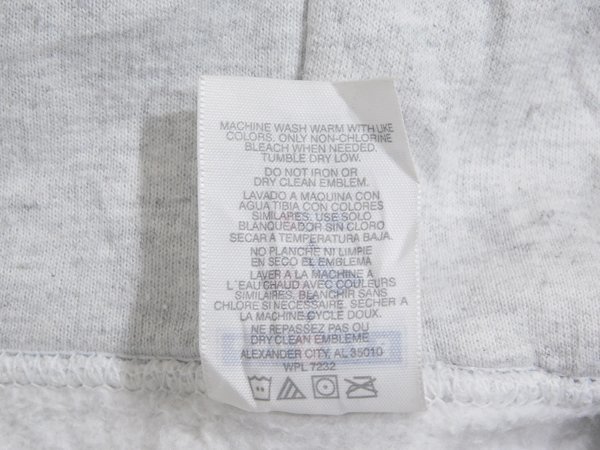 MACHINE WASH WARM WITH LIKE
COLORS. ONLY NON-CHLORINE
BLEACH WHEN NEEDED.
TUMBLE DRY LOW.
DO NOT IRON OR
DRY CLEAN EMBLEM.
LAVADO A MAQUINA CON
AGUA TIBIA CON COLORES
SIMILARES. USE SOLO
BLANQUEADOR SIN CLORO
SECAR A TEMPERATURA BAJA.
NO PLANCHE NI LIMPIE
EN SECO EL EMBLEMA
LAVER A LA MACHINE A
L'EAU CHAUD AVEC COULEURS
SIMILAIRES. BLANCHIR SANS
CHLORE SI NECESSAIRE. SECHER A
LA MACHINE CYCLE DOUX.
NE REPASSEZ PAS OU
DRY CLEAN EMBLEME
ALEXANDER CITY, AL 35010
WPL 7232